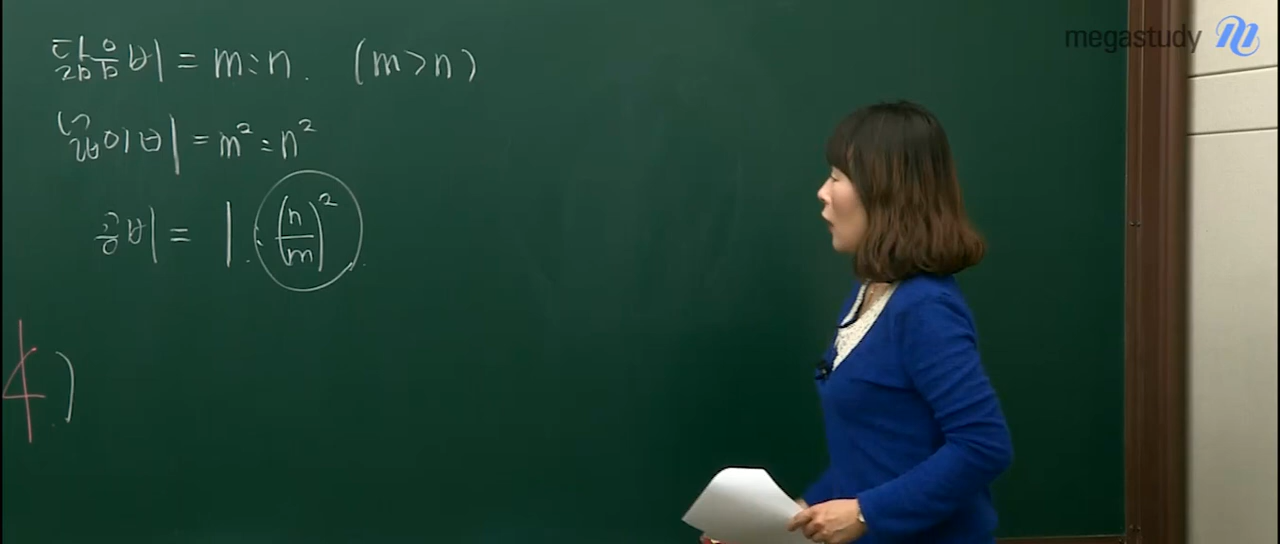 닮음비 = m:n. (m>n)
넓이비 = m²:n²
공비 = 1:(n/m)².
4.)
megastudy